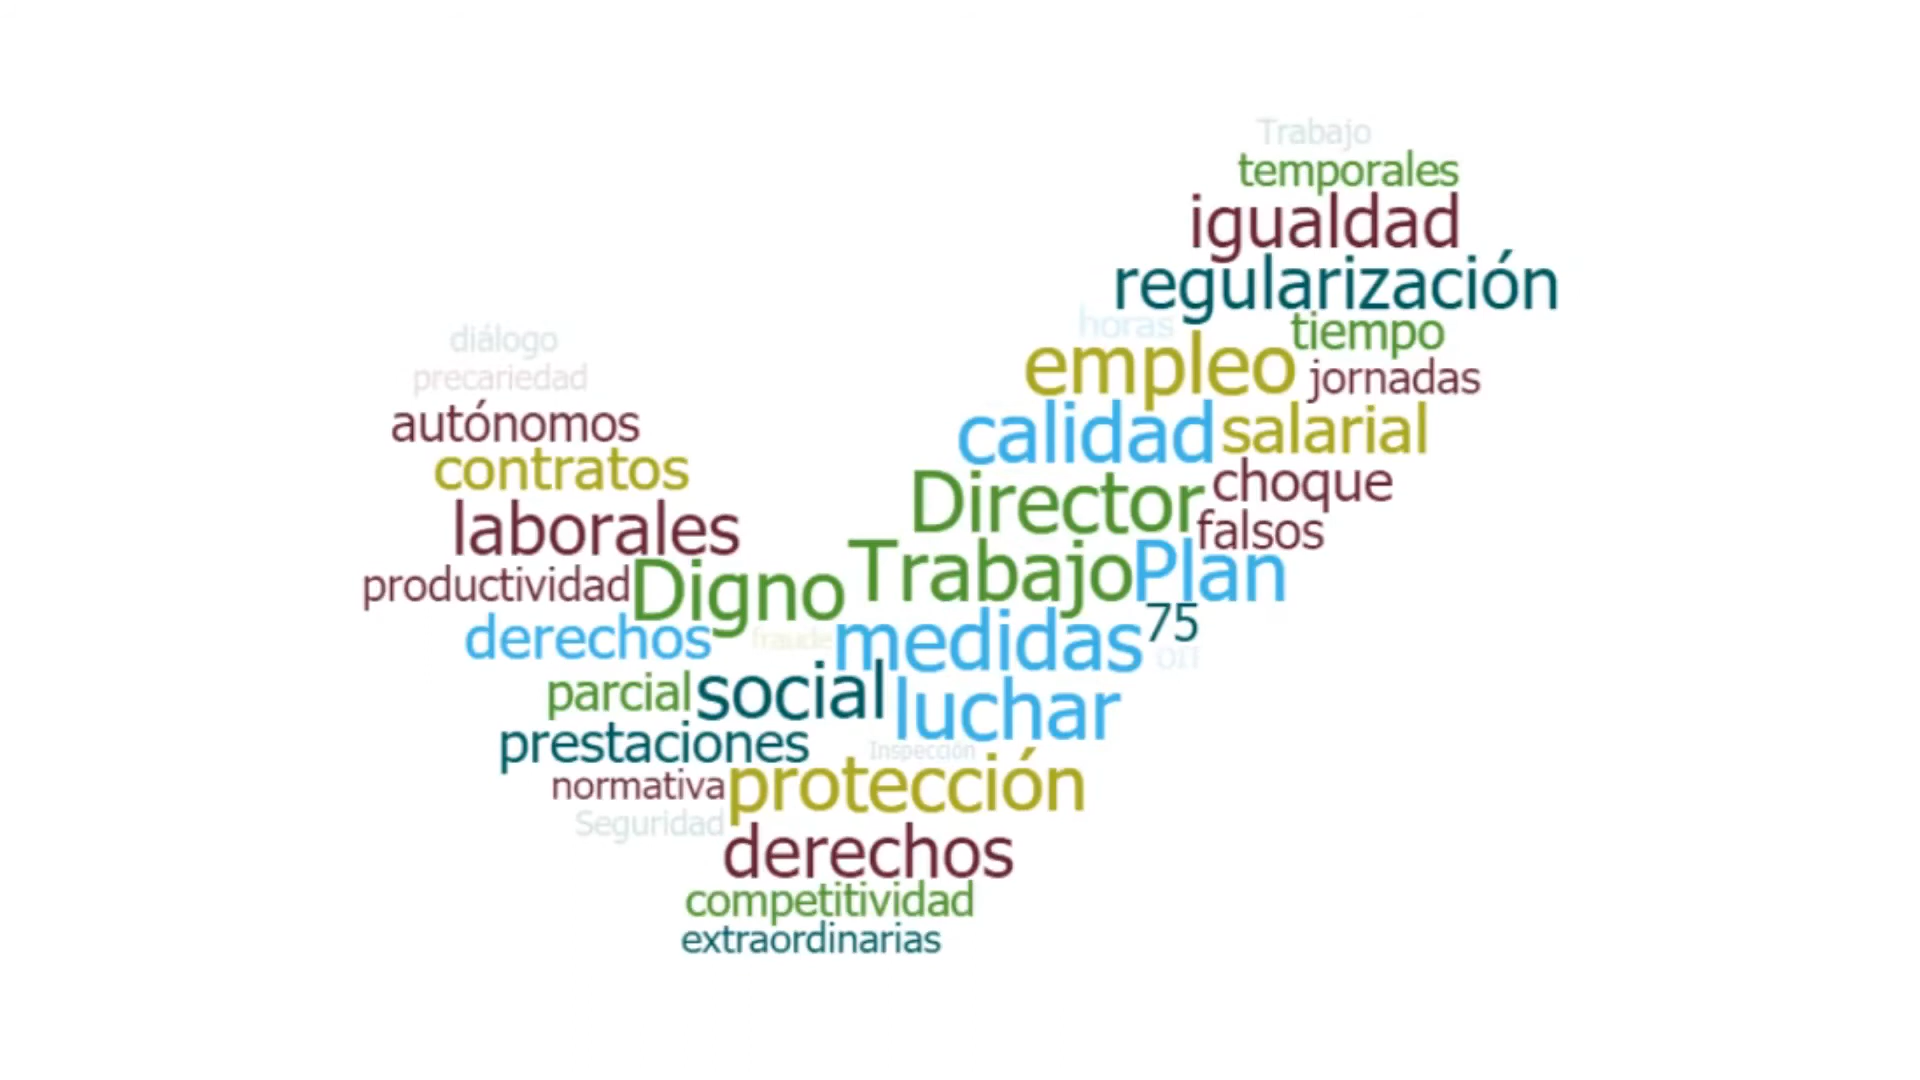 Trabajo
temporales
igualdad
regularización
horas
tiempo
diálogo
empleo
jornadas
precariedad
autónomos
calidad
salarial
contratos
choque
Director
laborales
falsos
Trabajo
Plan
productividad
Digno
75
derechos
fraude
medidas
parcial
social
luchar
prestaciones
Inspección
normativa
protección
Seguridad
derechos
competitividad
extraordinarias